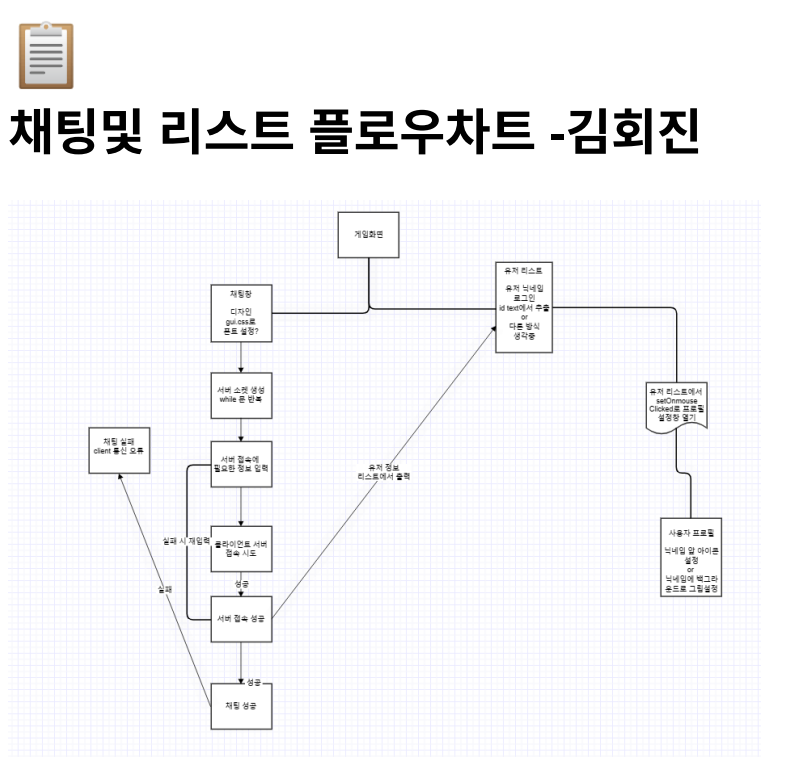 채팅및 리스트 플로우차트 -김회진
게임화면
유저 리스트
유저 닉네임
로그인
id text에서 추출
or
다른 방식
생각중
채팅창
디자인
gui.css로
폰트 설정?
서버 소켓 생성
while 문 반복
유저 리스트에서
setOnmouse
Clicked로 프로필
설정창 열기
채팅 실패
client 통신 오류
서버 접속에
필요한 정보 입력
유저 정보
리스트에서 출력
실패 시 재입력
클라이언트 서버
접속 시도
사용자 프로필
닉네임 앞 아이콘
설정
or
닉네임에 백그라
운드로 그림설정
성공
실패
서버 접속 성공
성공
채팅 성공